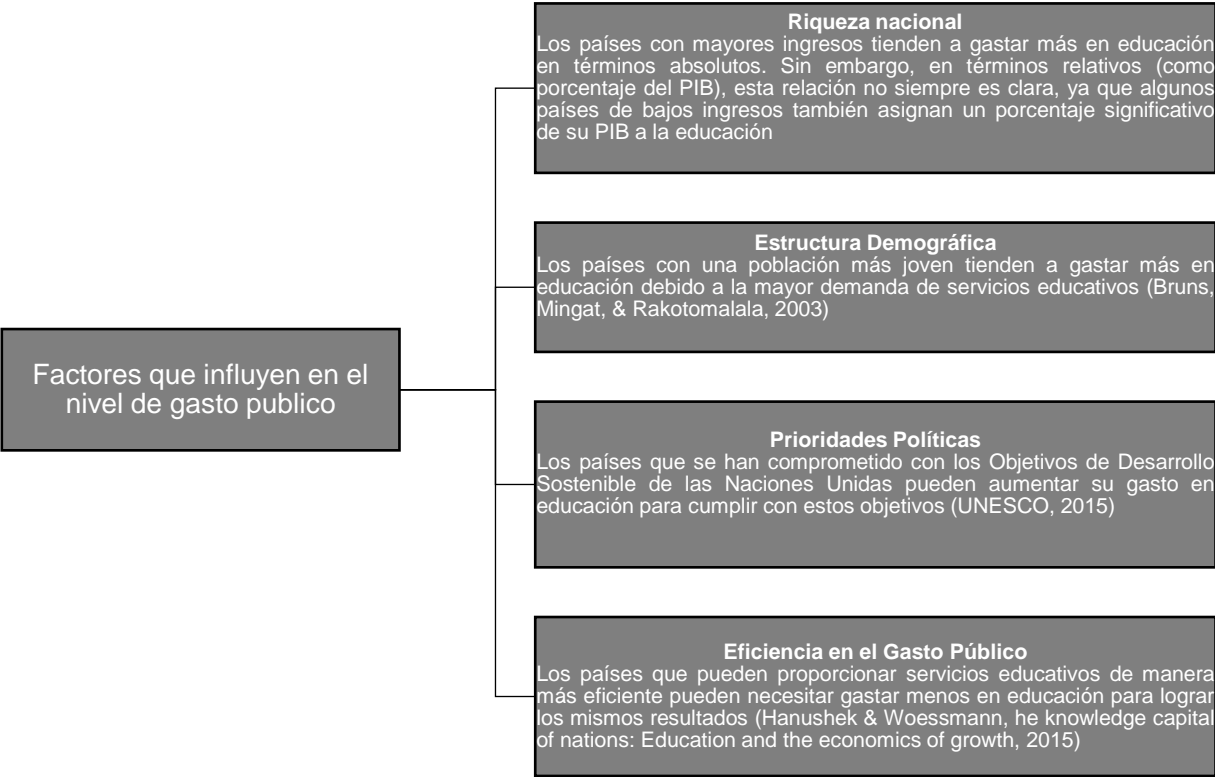 Riqueza nacional
Los países con mayores ingresos tienden a gastar más en educación
en términos absolutos. Sin embargo, en términos relativos (como
porcentaje del PIB), esta relación no siempre es clara, ya que algunos
países de bajos ingresos también asignan un porcentaje significativo
de su PIB a la educación
Estructura Demográfica
Los países con una población más joven tienden a gastar más en
educación debido a la mayor demanda de servicios educativos (Bruns,
Mingat, & Rakotomalala, 2003)
Factores que influyen en el
nivel de gasto publico
Prioridades Políticas
Los países que se han comprometido con los Objetivos de Desarrollo
Sostenible de las Naciones Unidas pueden aumentar su gasto en
educación para cumplir con estos objetivos (UNESCO, 2015)
Eficiencia en el Gasto Público
Los países que pueden proporcionar servicios educativos de manera
más eficiente pueden necesitar gastar menos en educación para lograr
los mismos resultados (Hanushek & Woessmann, he knowledge capital
of nations: Education and the economics of growth, 2015)